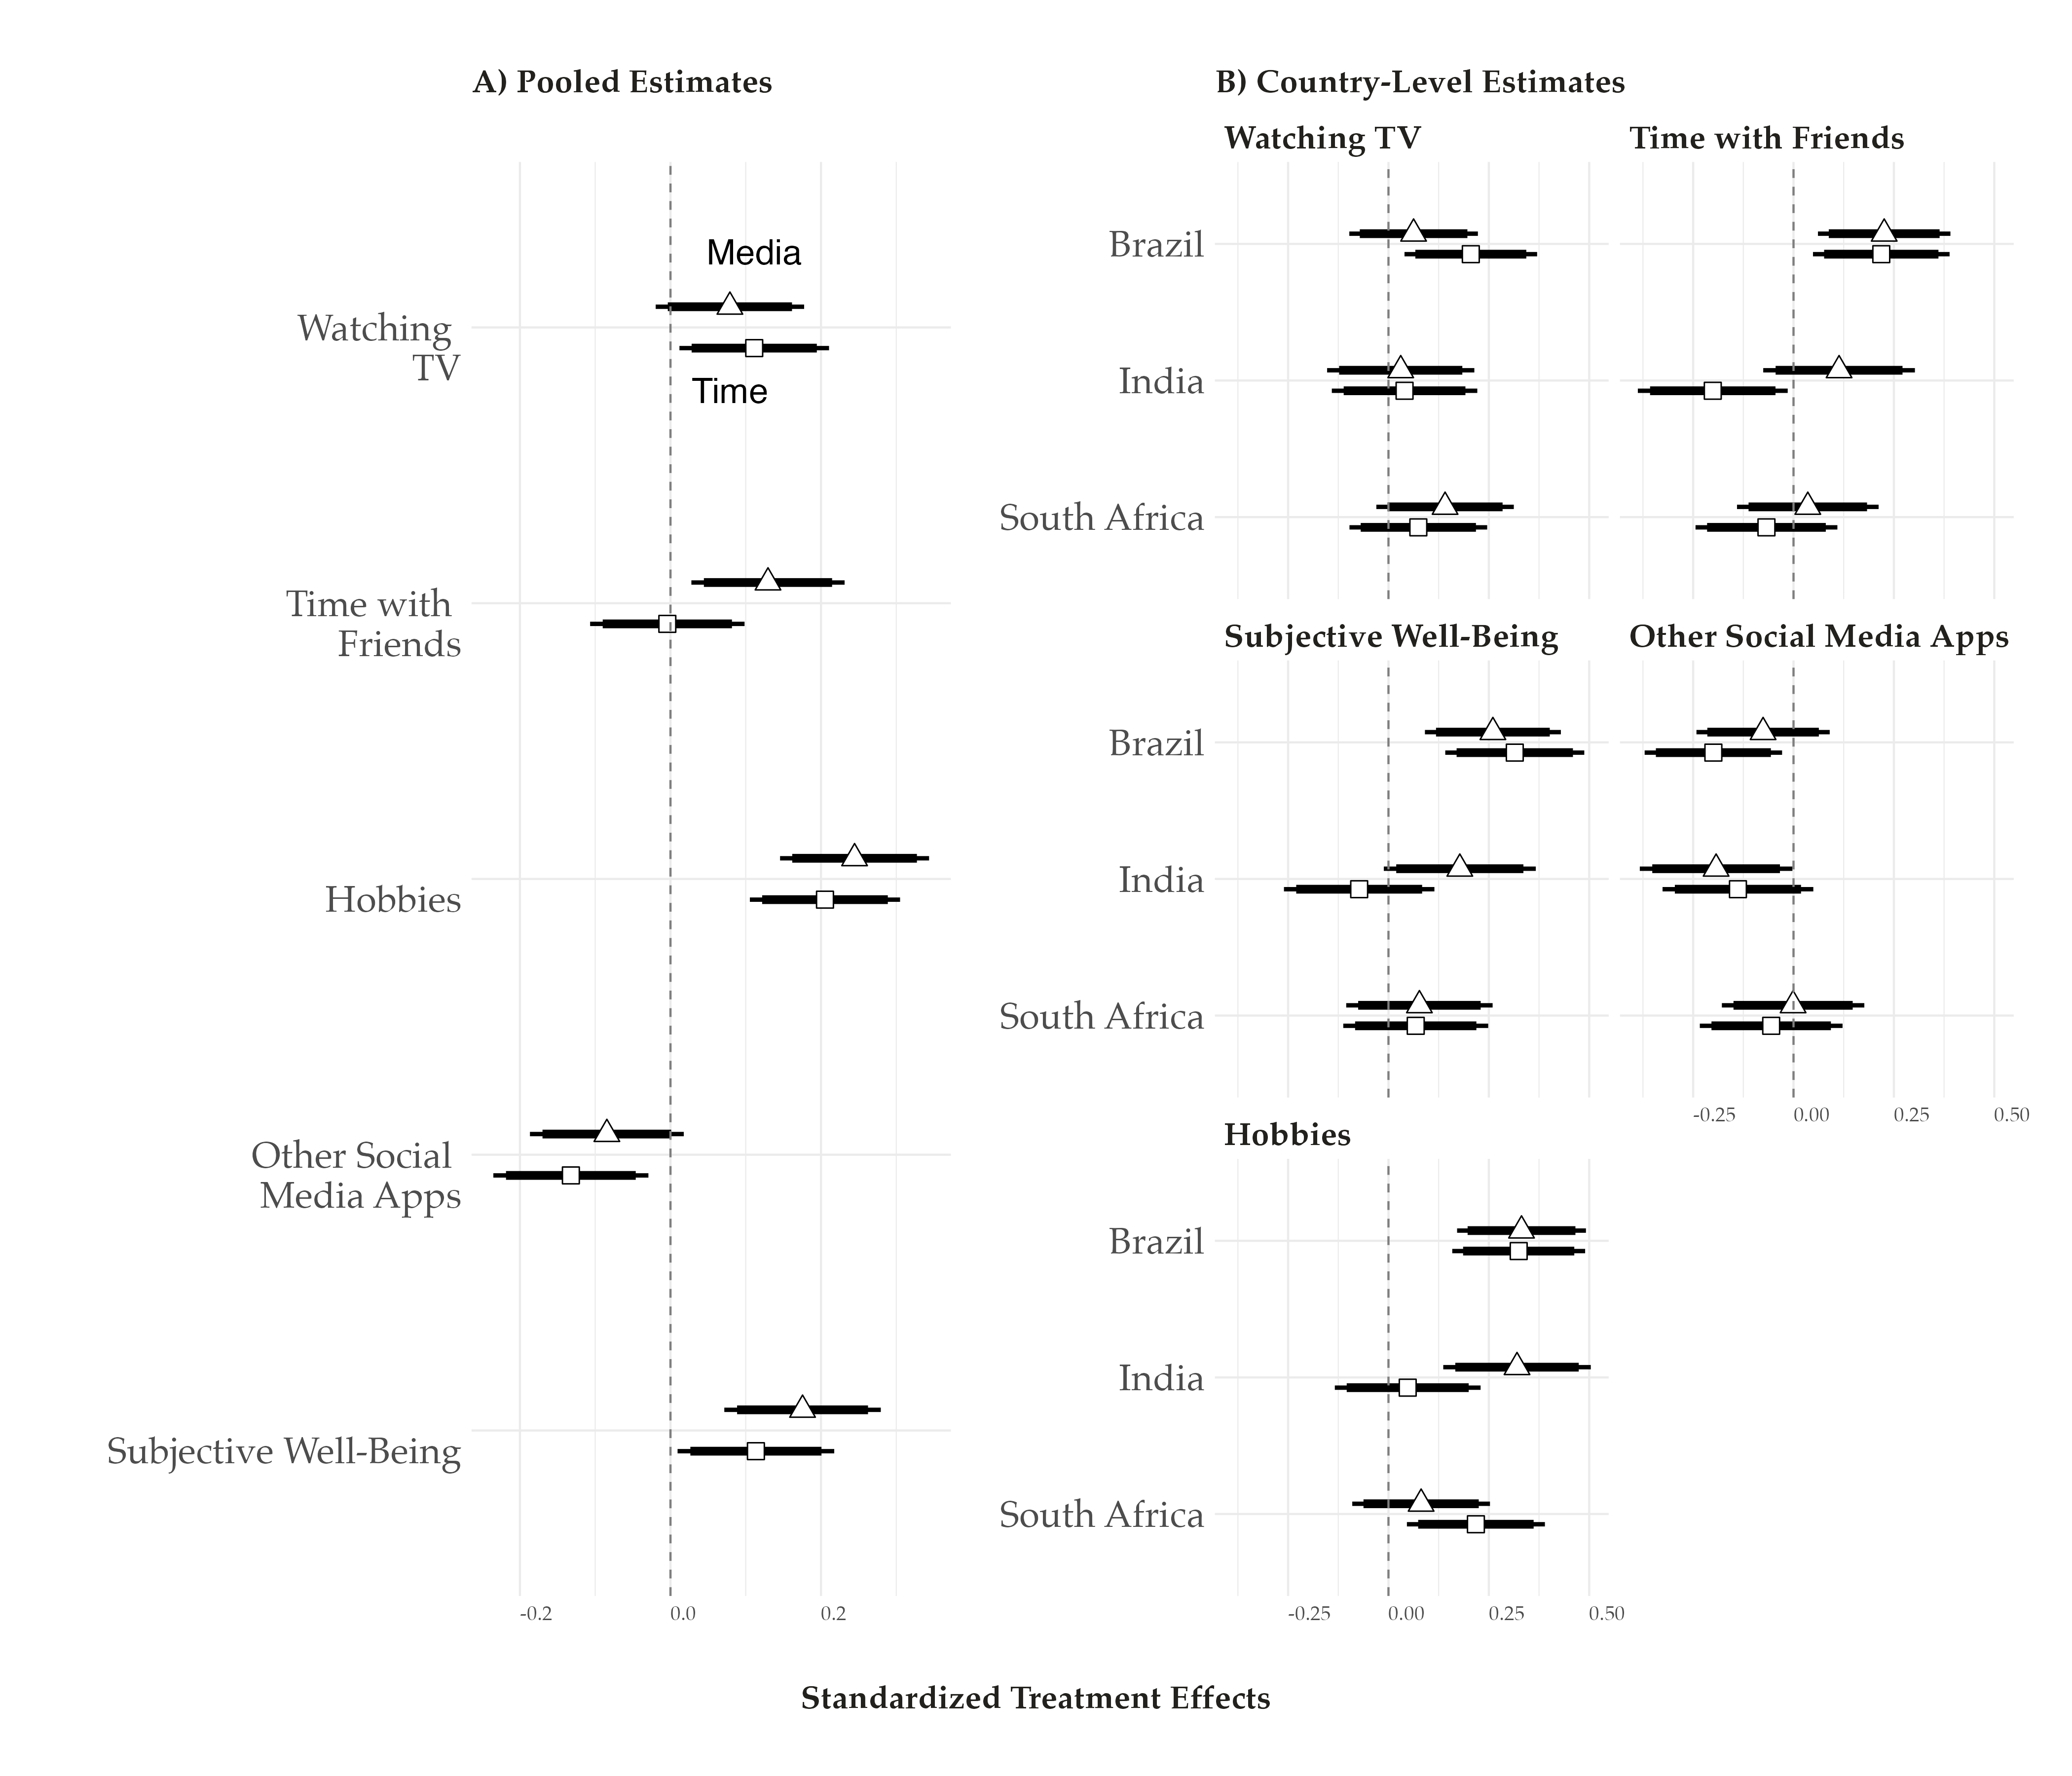 A) Pooled Estimates
Media
Watching
TV
Time
Time with
Friends
Hobbies
Other Social
Media Apps
Subjective Well-Being
-0.2 0.0 0.2
B) Country-Level Estimates
Watching TV
Time with Friends
Brazil
India
South Africa
Subjective Well-Being
Other Social Media Apps
Brazil
India
South Africa
-0.25 0.00 0.25 0.50
Hobbies
Brazil
India
South Africa
-0.25 0.00 0.25 0.50
Standardized Treatment Effects